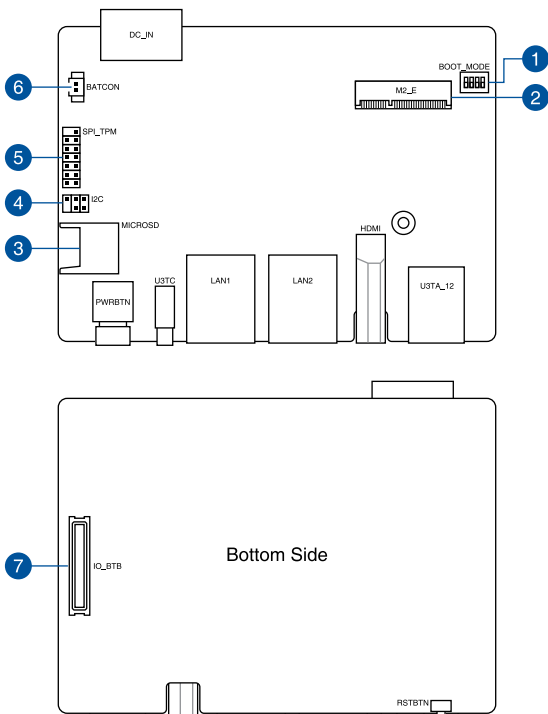 DC_IN
BOOT_MODE
1
6
BATCON
M2_E
2
SPI_TPM
5
4
I2C
MICROSD
3
HDMI
U3TC
LAN1
LAN2
U3TA_12
PWRBTN
Bottom Side
7
IO_BTB
RSTBTN